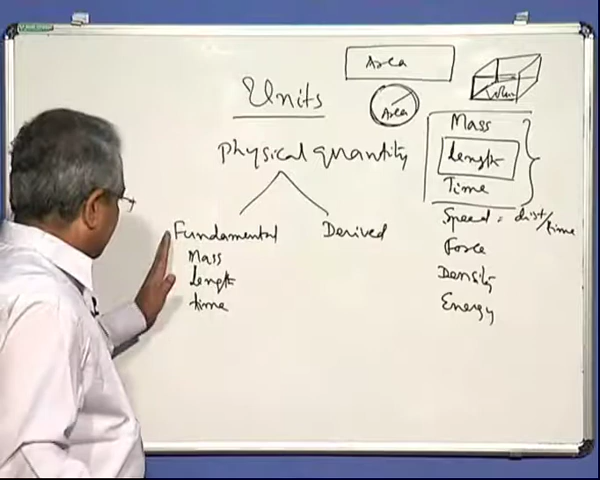 Units
Physical quantity
Fundamental
Mass
Length
time
Derived
Area
Area
Mass
Length
Time
Speed = dist/time
Force
Density
Energy